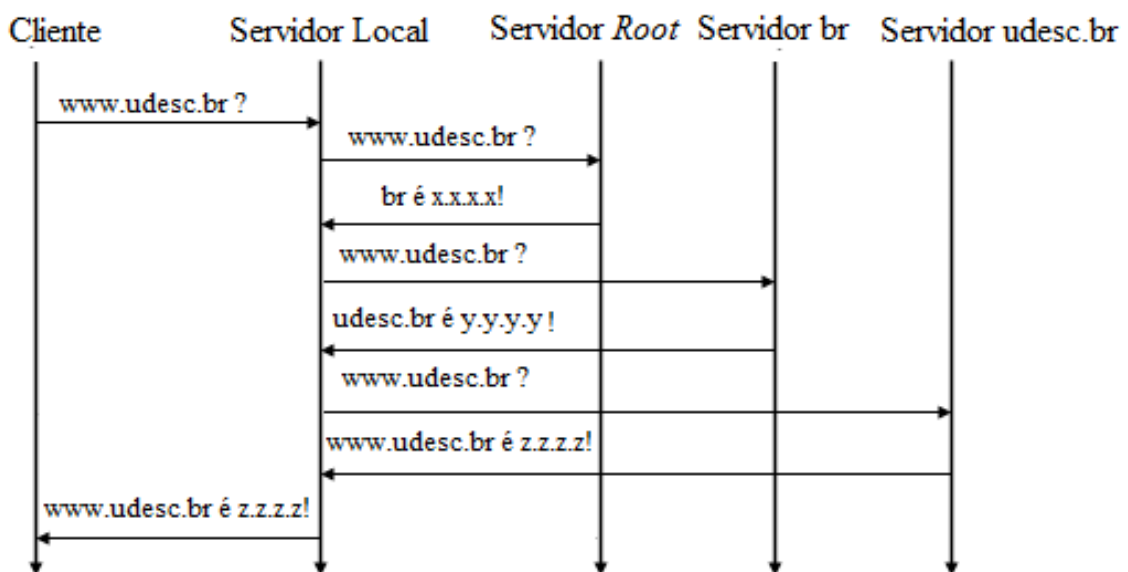 Cliente Servidor Local Servidor Root Servidor br Servidor udesc.br
www.udesc.br ?
www.udesc.br ?
br é x.x.x.x!
www.udesc.br ?
udesc.br é y.y.y.y !
www.udesc.br ?
www.udesc.br é z.z.z.z!
www.udesc.br é z.z.z.z!